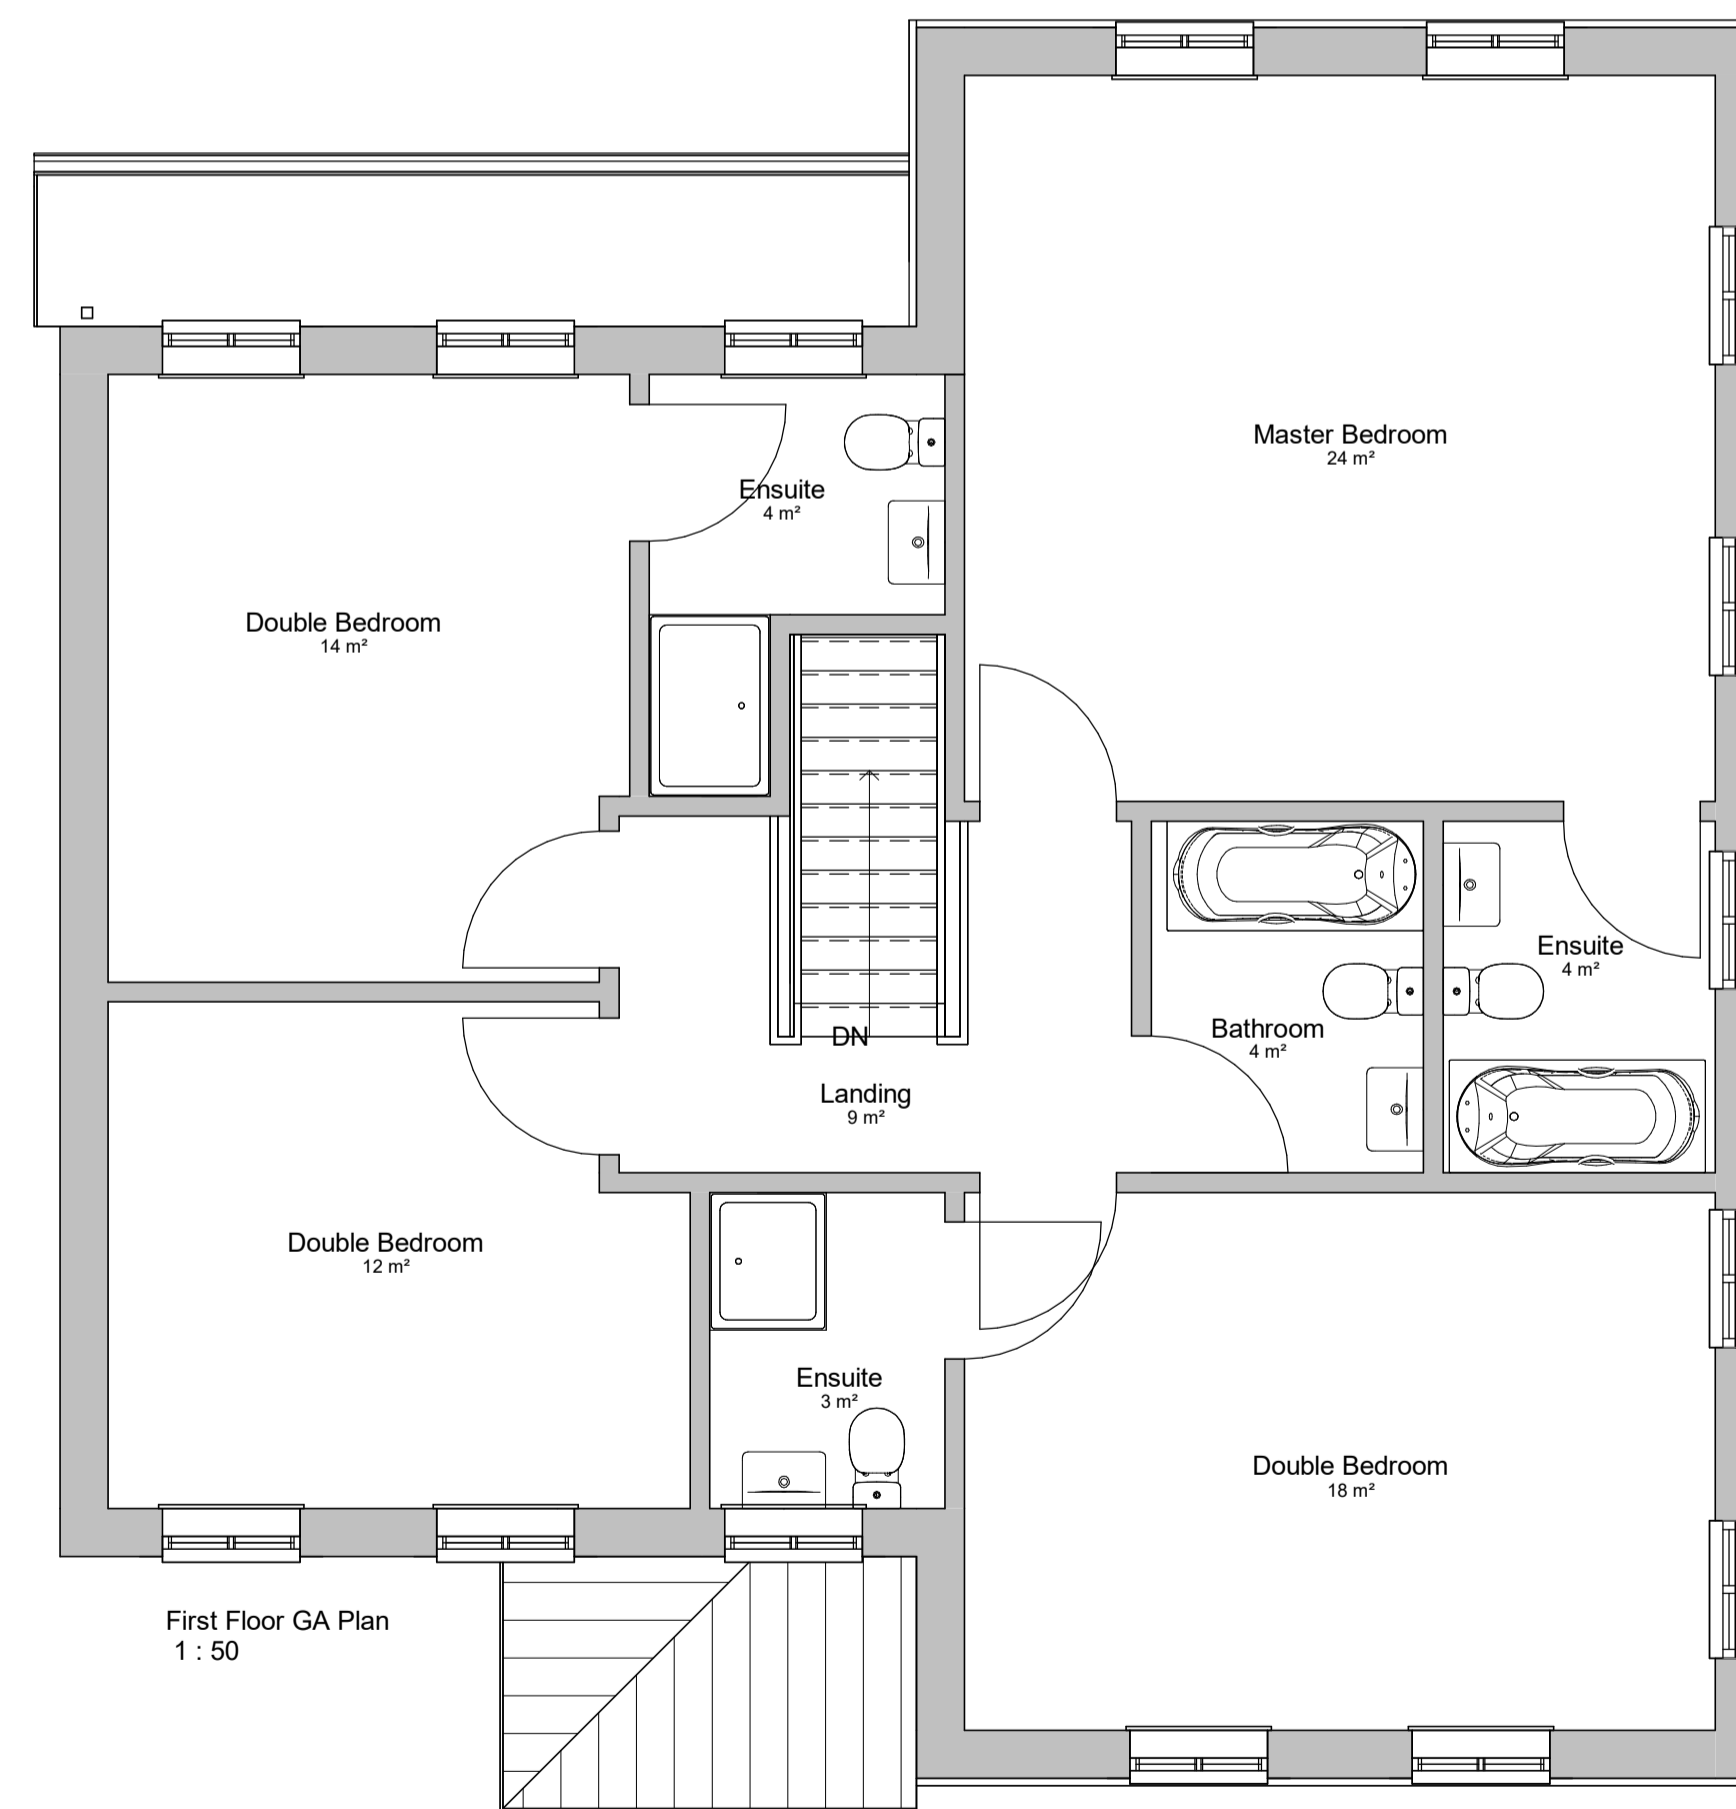 Master Bedroom
24 m²
Ensuite
4 m²
Double Bedroom
14 m²
Ensuite
4 m²
Bathroom
4 m²
DN
Landing
9 m²
Double Bedroom
12 m²
Ensuite
3 m²
Double Bedroom
18 m²
First Floor GA Plan
1 : 50